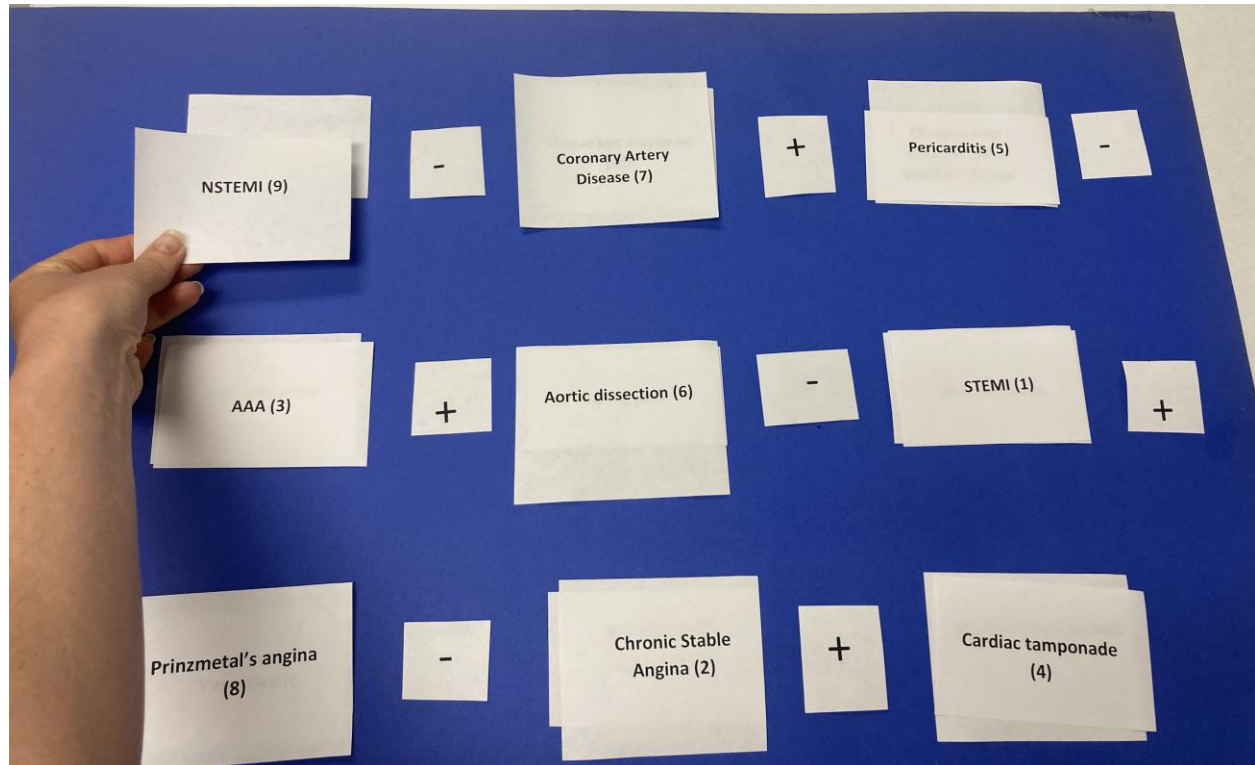 NSTEMI (9)
-
Coronary Artery
Disease (7)
+
Pericarditis (5)
-
AAA (3)
+
Aortic dissection (6)
-
STEMI (1)
+
Prinzmetal's angina
(8)
-
Chronic Stable
Angina (2)
+
Cardiac tamponade
(4)